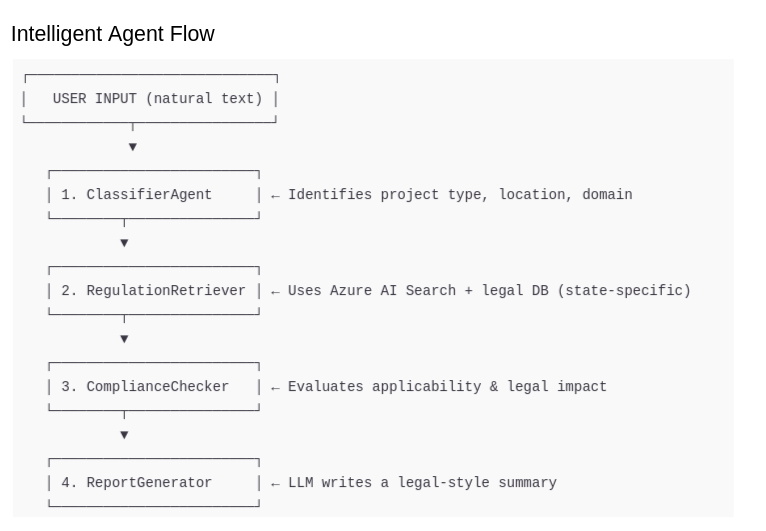 Intelligent Agent Flow
USER INPUT (natural text)
1. ClassifierAgent ← Identifies project type, location, domain
2. RegulationRetriever ← Uses Azure AI Search + legal DB (state-specific)
3. ComplianceChecker ← Evaluates applicability & legal impact
4. ReportGenerator ← LLM writes a legal-style summary